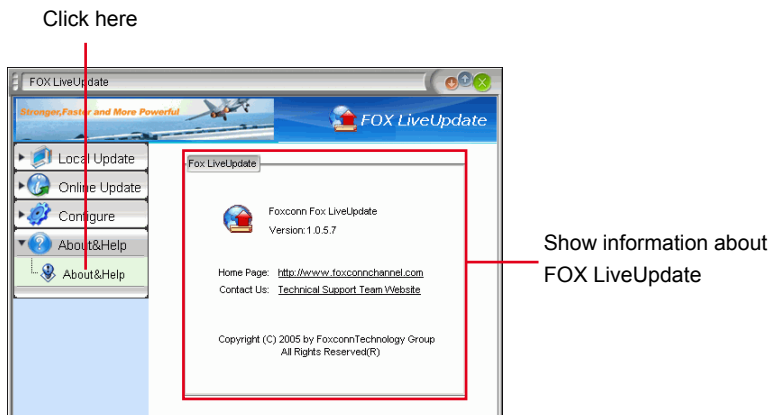 Click here
FOX LiveUpdate
Stronger,Faster and More Powerful
FOX LiveUpdate
Local Update
Online Update
Configure
About&Help
About&Help
Fox LiveUpdate
Foxconn Fox LiveUpdate
Version:1.0.5.7
Home Page: http://www.foxconnchannel.com
Contact Us: Technical Support Team Website
Copyright (C) 2005 by FoxconnTechnology Group
All Rights Reserved(R)
Show information about
FOX LiveUpdate